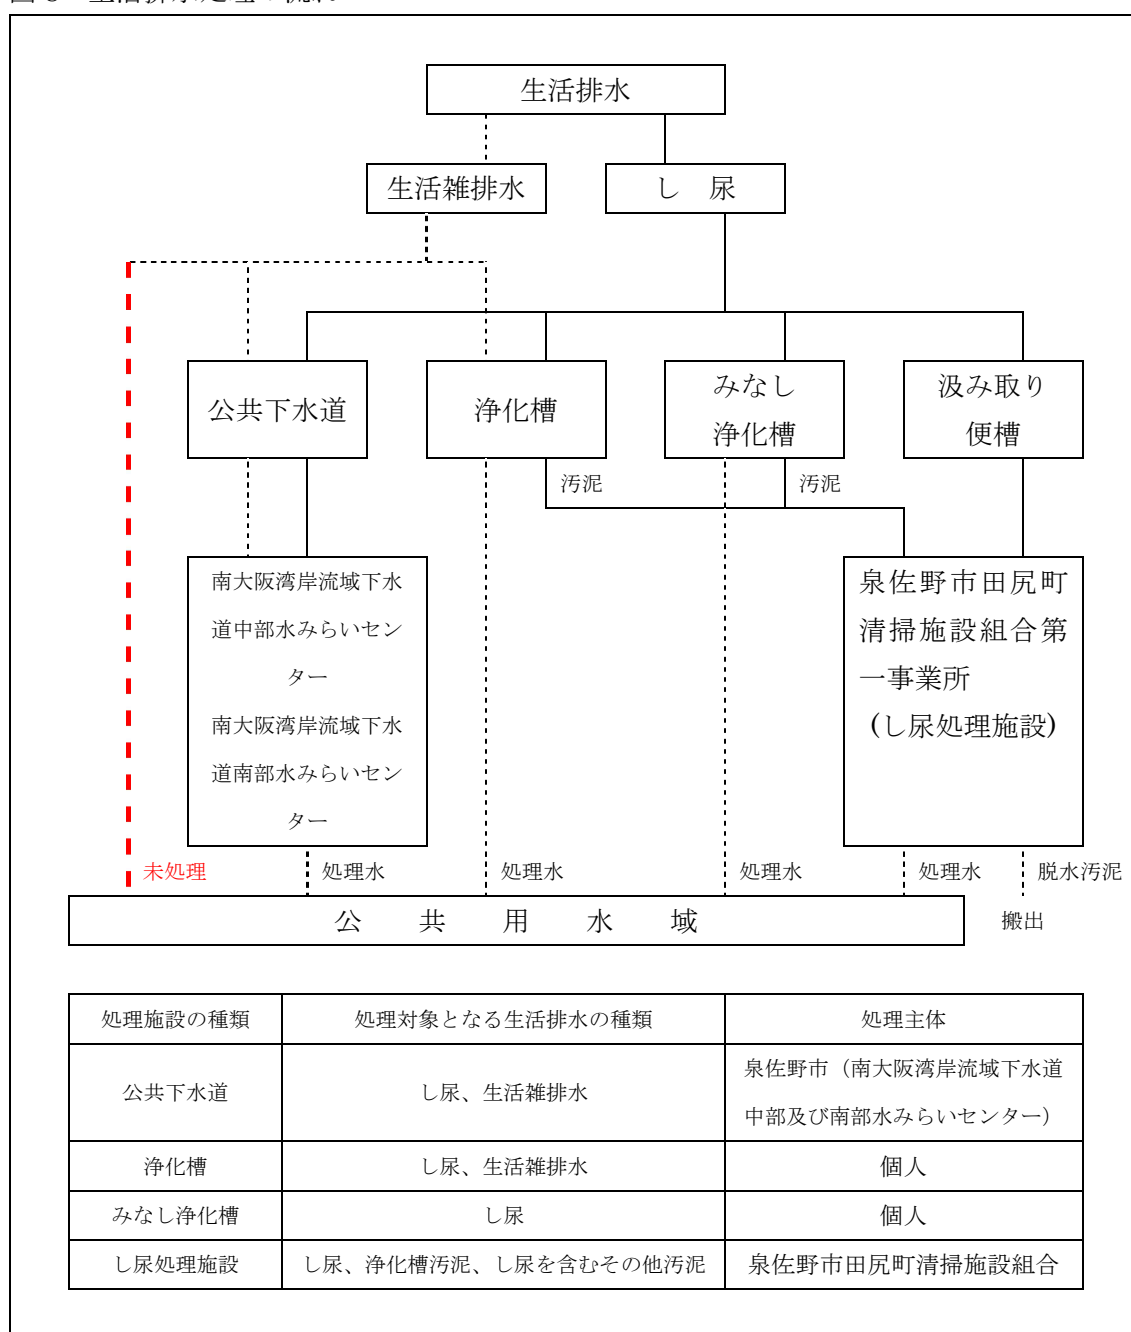 生活排水
生活雑排水
し　尿
公共下水道
浄化槽
みなし
浄化槽
汲み取り
便槽
汚泥
汚泥
南大阪湾岸流域下水
道中部水みらいセン
ター
南大阪湾岸流域下水
道南部水みらいセン
ター
泉佐野市田尻町
清掃施設組合第
一事業所
(し尿処理施設)
未処理
処理水
処理水
処理水
処理水
脱水汚泥
公　共　用　水　域
搬出
処理施設の種類
処理対象となる生活排水の種類
処理主体
公共下水道
し尿、生活雑排水
泉佐野市（南大阪湾岸流域下水道
中部及び南部水みらいセンター）
浄化槽
し尿、生活雑排水
個人
みなし浄化槽
し尿
個人
し尿処理施設
し尿、浄化槽汚泥、し尿を含むその他汚泥
泉佐野市田尻町清掃施設組合